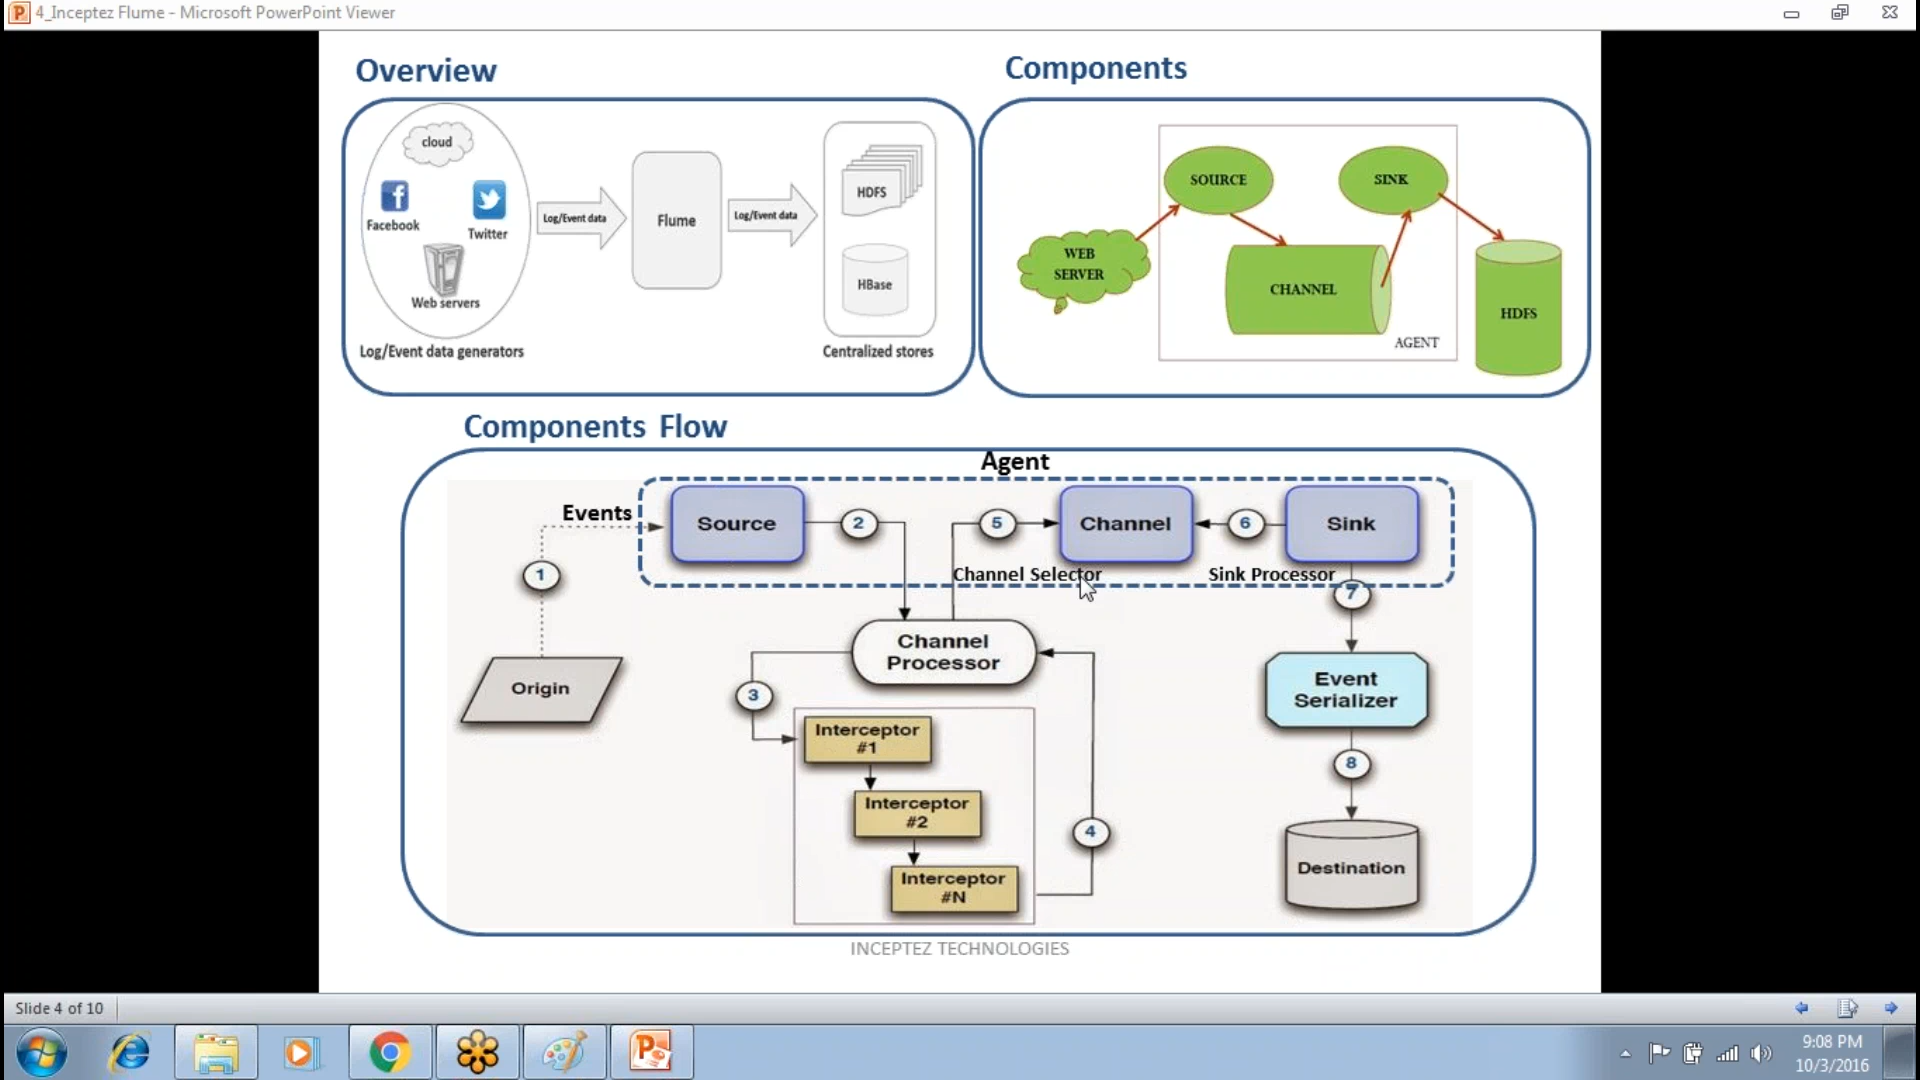 4_Inceptez Flume - Microsoft PowerPoint Viewer
Overview
Components
cloud
Facebook
Twitter
Web servers
Log/Event data generators
Log/Event data
Flume
Log/Event data
HDFS
HBase
Centralized stores
SOURCE
SINK
WEB
SERVER
CHANNEL
AGENT
HDFS
Components Flow
Agent
Events
Source
2
5
Channel
6
Sink
1
Channel Selector
Sink Processor
7
Channel
Processor
Origin
3
Event
Serializer
Interceptor
#1
8
Interceptor
#2
4
Interceptor
#N
Destination
INCEPTEZ TECHNOLOGIES
Slide 4 of 10
9:08 PM
10/3/2016